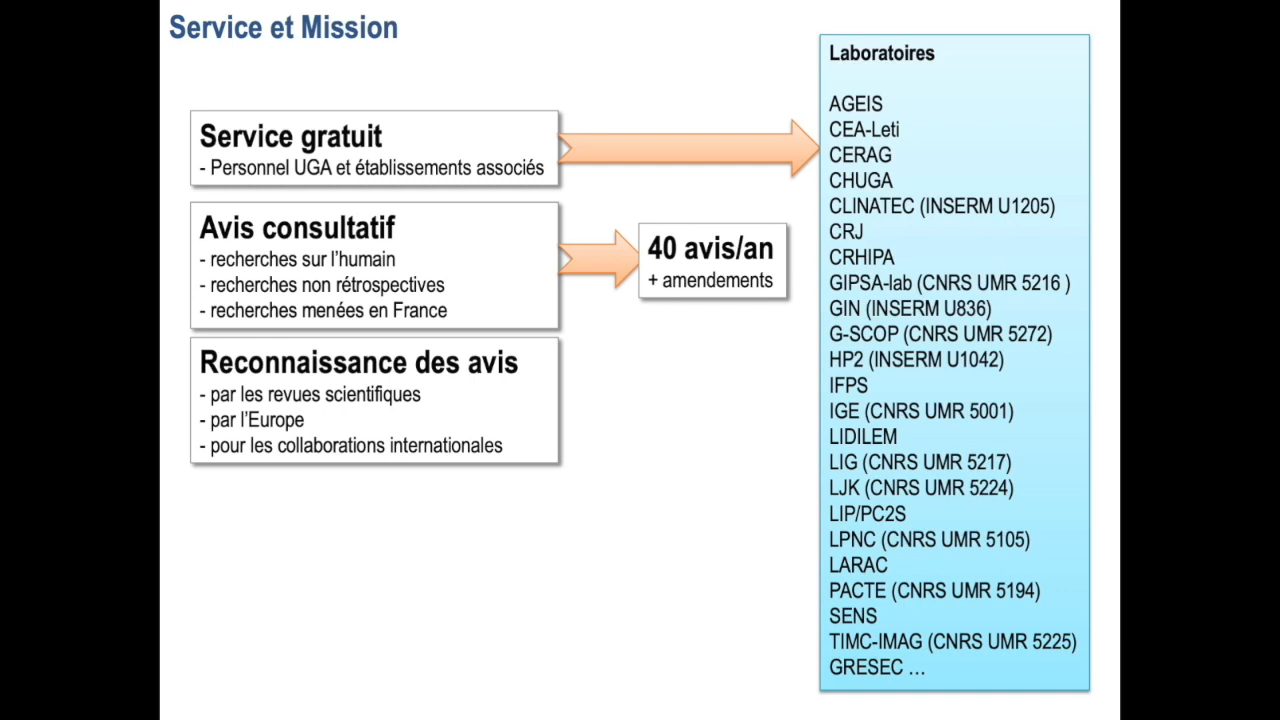 Service et Mission
Service gratuit
- Personnel UGA et établissements associés
Avis consultatif
- recherches sur l'humain
- recherches non rétrospectives
- recherches menées en France
40 avis/an
+ amendements
Reconnaissance des avis
- par les revues scientifiques
- par l'Europe
- pour les collaborations internationales
Laboratoires
AGEIS
CEA-Leti
CERAG
CHUGA
CLINATEC (INSERM U1205)
CRJ
CRHIPA
GIPSA-lab (CNRS UMR 5216 )
GIN (INSERM U836)
G-SCOP (CNRS UMR 5272)
HP2 (INSERM U1042)
IFPS
IGE (CNRS UMR 5001)
LIDILEM
LIG (CNRS UMR 5217)
LJK (CNRS UMR 5224)
LIP/PC2S
LPNC (CNRS UMR 5105)
LARAC
PACTE (CNRS UMR 5194)
SENS
TIMC-IMAG (CNRS UMR 5225)
GRESEC …